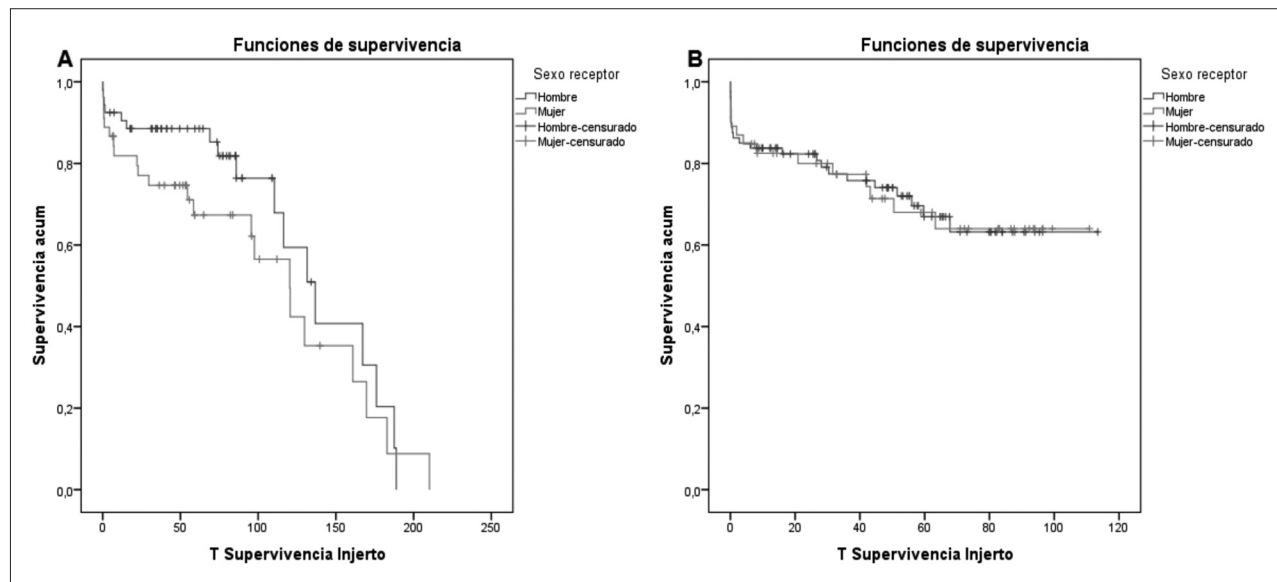 A
Funciones de supervivencia
Sexo receptor
Hombre
Mujer
Hombre-censurado
Mujer-censurado
Supervivencia acum
1,0
0,8
0,6
0,4
0,2
0,0
0
50
100
150
200
250
T Supervivencia Injerto
B
Funciones de supervivencia
Sexo receptor
Hombre
Mujer
Hombre-censurado
Mujer-censurado
Supervivencia acum
1,0
0,8
0,6
0,4
0,2
0,0
0
20
40
60
80
100
120
T Supervivencia Injerto